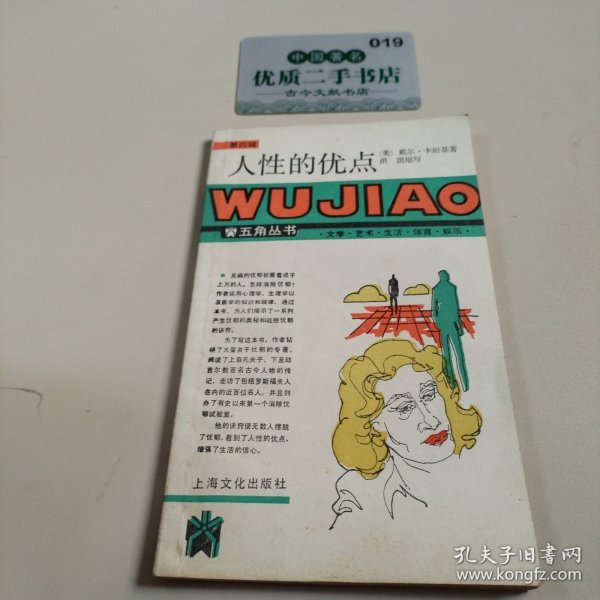 019
中国著名
优质二手书店
古今文献书店
第四辑
人性的优点
〔美〕戴尔·卡耐基著
洪 淇缩写
WUJIAO
五角丛书
·文学·艺术·生活·体育·娱乐·
无端的忧郁折磨着成千
上万的人。怎样消除忧郁?
作者运用心理学、生理学以
及医学的知识和规律,通过
本书,为人们揭示了一系列
产生忧郁的奥秘和战胜忧郁
的诀窍。
为了写这本书,作者钻
研了大量关于忧郁的专著,
阅读了上自孔夫子,下至邱
吉尔数百名古今人物的传
记,走访了包括罗斯福夫人
在内的近百位名人,并且创
办了有史以来第一个消除忧
郁试验室。
他的诀窍使无数人摆脱
了忧郁,看到了人性的优点,
增强了生活的信心。
上海文化出版社
孔夫子旧书网
www.kongfz.com